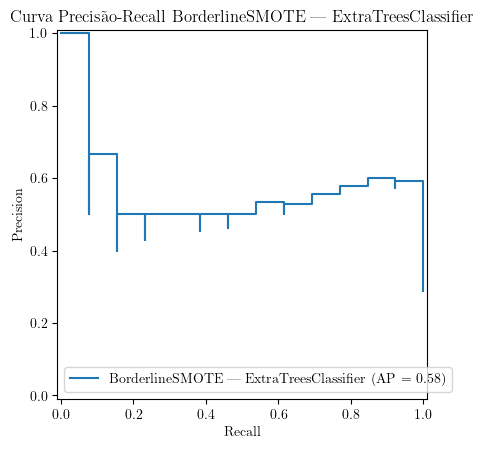 Curva Precisão-Recall BorderlineSMOTE — ExtraTreesClassifier
1.0
0.8
0.6
0.4
0.2
0.0
Precision
BorderlineSMOTE — ExtraTreesClassifier (AP = 0.58)
0.0 0.2 0.4 0.6 0.8 1.0
Recall